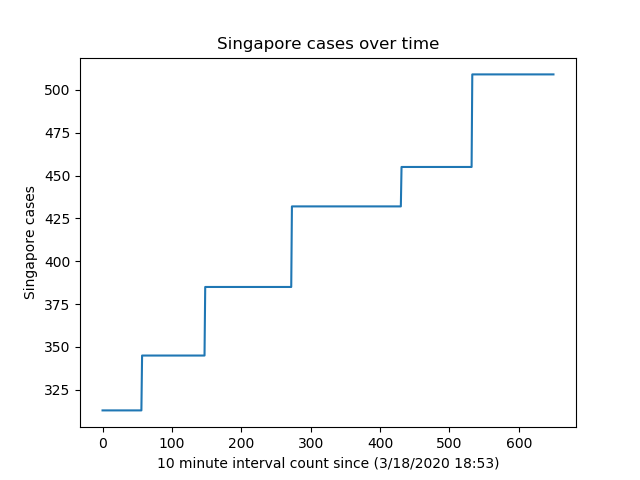 Singapore cases over time
Singapore cases
500
475
450
425
400
375
350
325
0 100 200 300 400 500 600
10 minute interval count since (3/18/2020 18:53)